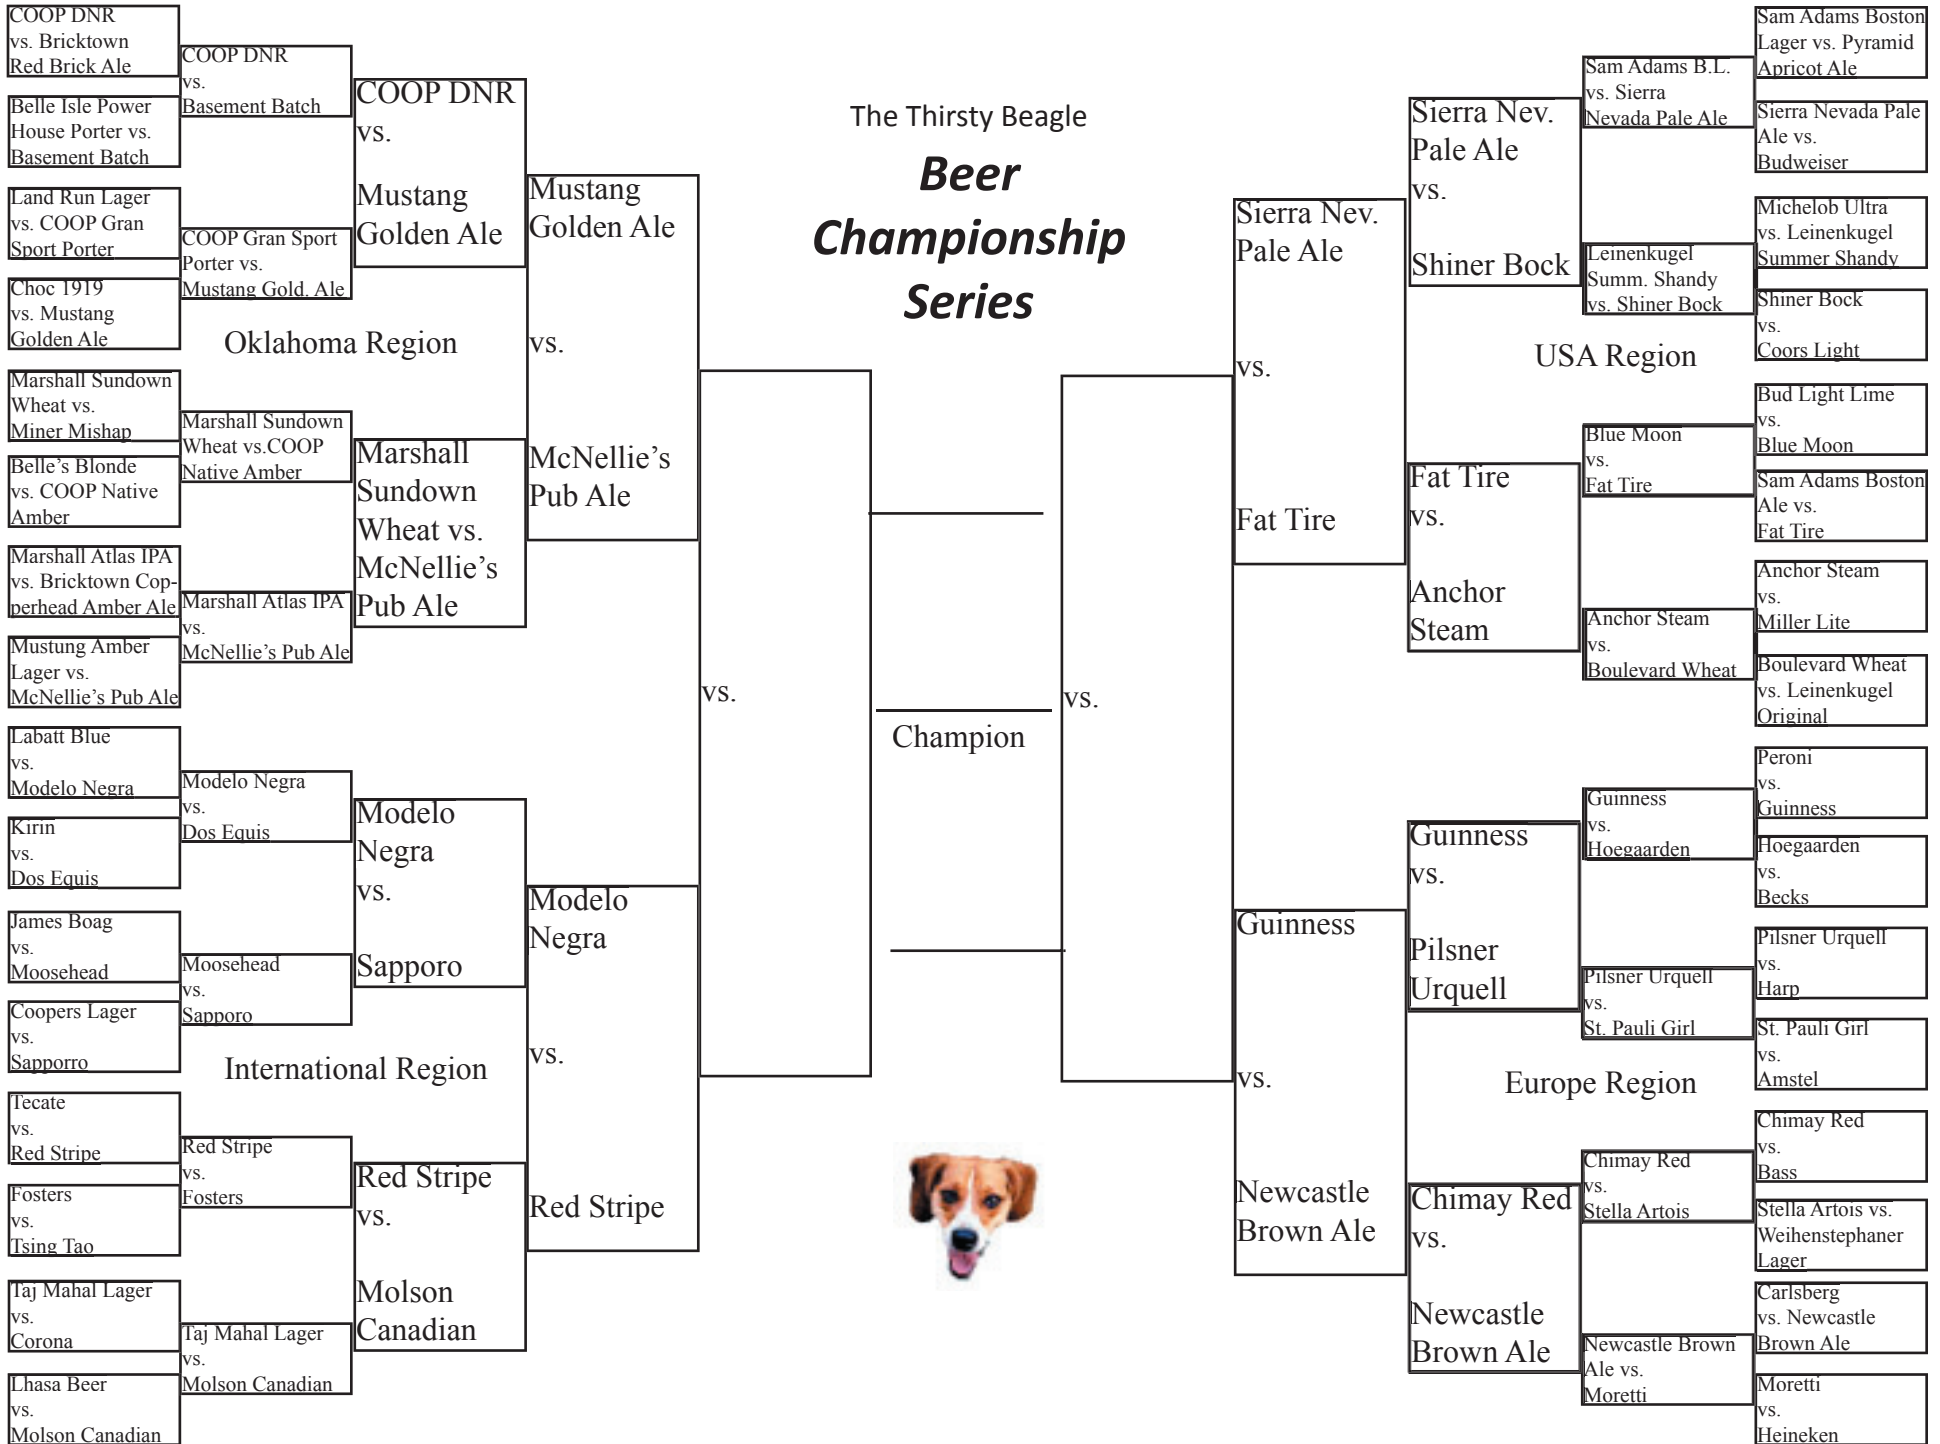 The Thirsty Beagle
Beer
Championship
Series
COOP DNR
vs. Bricktown
Red Brick Ale
Belle Isle Power
House Porter vs.
Basement Batch
Land Run Lager
vs. COOP Gran
Sport Porter
Choc 1919
vs. Mustang
Golden Ale
Marshall Sundown
Wheat vs.
Miner Mishap
Belle's Blonde
vs. COOP Native
Amber
Marshall Atlas IPA
vs. Bricktown Cop-
perhead Amber Ale
Mustung Amber
Lager vs.
McNellie's Pub Ale
Labatt Blue
vs.
Modelo Negra
Kirin
vs.
Dos Equis
James Boag
vs.
Moosehead
Coopers Lager
vs.
Sapporro
Tecate
vs.
Red Stripe
Fosters
vs.
Tsing Tao
Taj Mahal Lager
vs.
Corona
Lhasa Beer
vs.
Molson Canadian
COOP DNR
vs.
Basement Batch
COOP Gran Sport
Porter vs.
Mustang Gold. Ale
Oklahoma Region
Marshall Sundown
Wheat vs.COOP
Native Amber
Marshall Atlas IPA
vs.
McNellie's Pub Ale
Modelo Negra
vs.
Dos Equis
Moosehead
vs.
Sapporo
International Region
Red Stripe
vs.
Fosters
Taj Mahal Lager
vs.
Molson Canadian
COOP DNR
vs.
Mustang
Golden Ale
Marshall
Sundown
Wheat vs.
McNellie's
Pub Ale
Modelo
Negra
vs.
Sapporo
Red Stripe
vs.
Molson
Canadian
Mustang
Golden Ale
vs.
McNellie's
Pub Ale
Modelo
Negra
vs.
Red Stripe
vs.
Champion
vs.
Sierra Nev.
Pale Ale
vs.
Fat Tire
Guinness
vs.
Newcastle
Brown Ale
Sierra Nev.
Pale Ale
vs.
Shiner Bock
Fat Tire
vs.
Anchor
Steam
Guinness
vs.
Pilsner
Urquell
Chimay Red
vs.
Newcastle
Brown Ale
Sam Adams B.L.
vs. Sierra
Nevada Pale Ale
Leinenkugel
Summ. Shandy
vs. Shiner Bock
USA Region
Blue Moon
vs.
Fat Tire
Anchor Steam
vs.
Boulevard Wheat
Guinness
vs.
Hoegaarden
Pilsner Urquell
vs.
St. Pauli Girl
Europe Region
Chimay Red
vs.
Stella Artois
Newcastle Brown
Ale vs.
Moretti
Sam Adams Boston
Lager vs. Pyramid
Apricot Ale
Sierra Nevada Pale
Ale vs.
Budweiser
Michelob Ultra
vs. Leinenkugel
Summer Shandy
Shiner Bock
vs.
Coors Light
Bud Light Lime
vs.
Blue Moon
Sam Adams Boston
Ale vs.
Fat Tire
Anchor Steam
vs.
Miller Lite
Boulevard Wheat
vs. Leinenkugel
Original
Peroni
vs.
Guinness
Hoegaarden
vs.
Becks
Pilsner Urquell
vs.
Harp
St. Pauli Girl
vs.
Amstel
Chimay Red
vs.
Bass
Stella Artois vs.
Weihenstephaner
Lager
Carlsberg
vs. Newcastle
Brown Ale
Moretti
vs.
Heineken